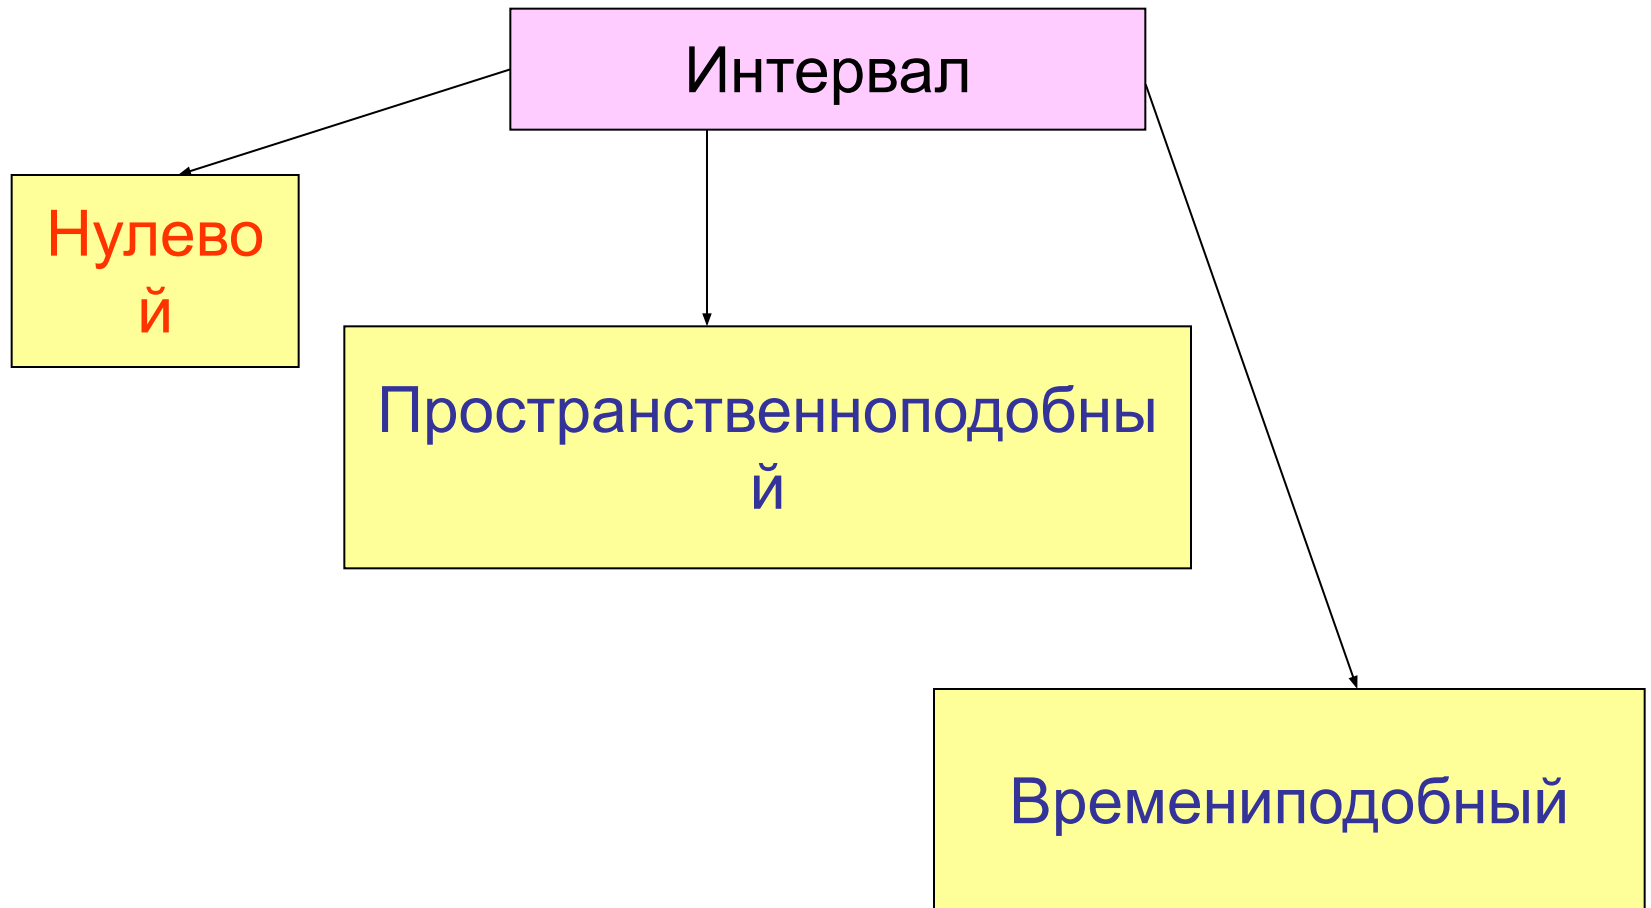 Интервал
Нулево
й
Пространственноподобны
й
Времениподобный